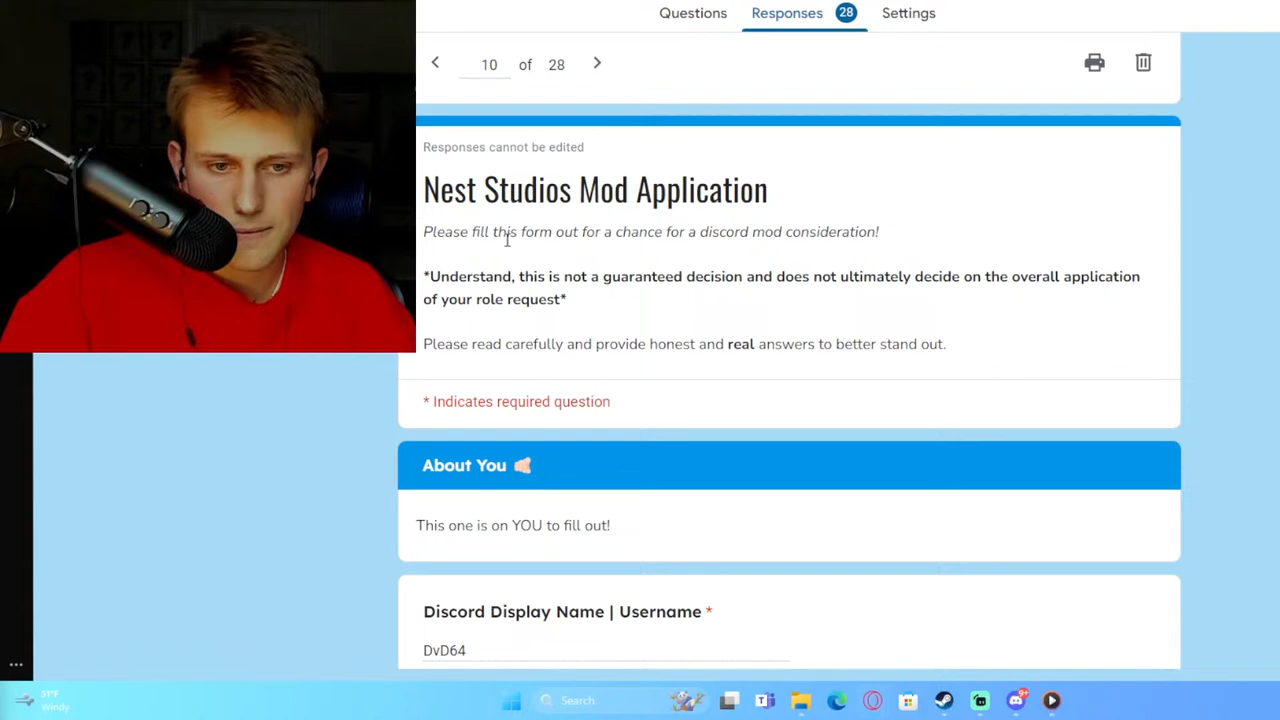 Questions Responses 28 Settings
10 of 28
Responses cannot be edited
Nest Studios Mod Application
Please fill this form out for a chance for a discord mod consideration!
*Understand, this is not a guaranteed decision and does not ultimately decide on the overall application
of your role request*
Please read carefully and provide honest and real answers to better stand out.
* Indicates required question
About You
This one is on YOU to fill out!
Discord Display Name | Username *
DvD64
51°F
Windy
Search
9+